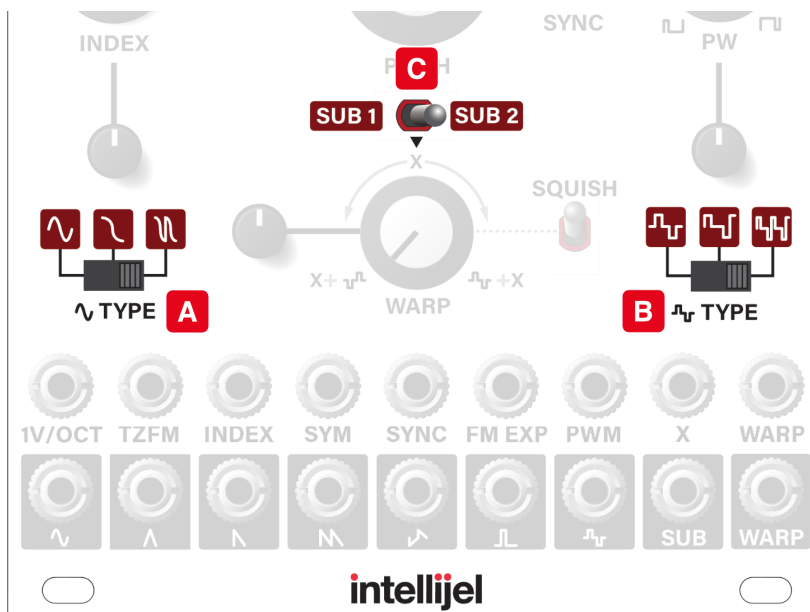 INDEX
SYNC
PW
C
SUB 1 SUB 2
X
SQUISH
X+ +X
WARP
TYPE A
B TYPE
1V/OCT TZFM INDEX SYM SYNC FM EXP PWM X WARP
SUB WARP
intellijel